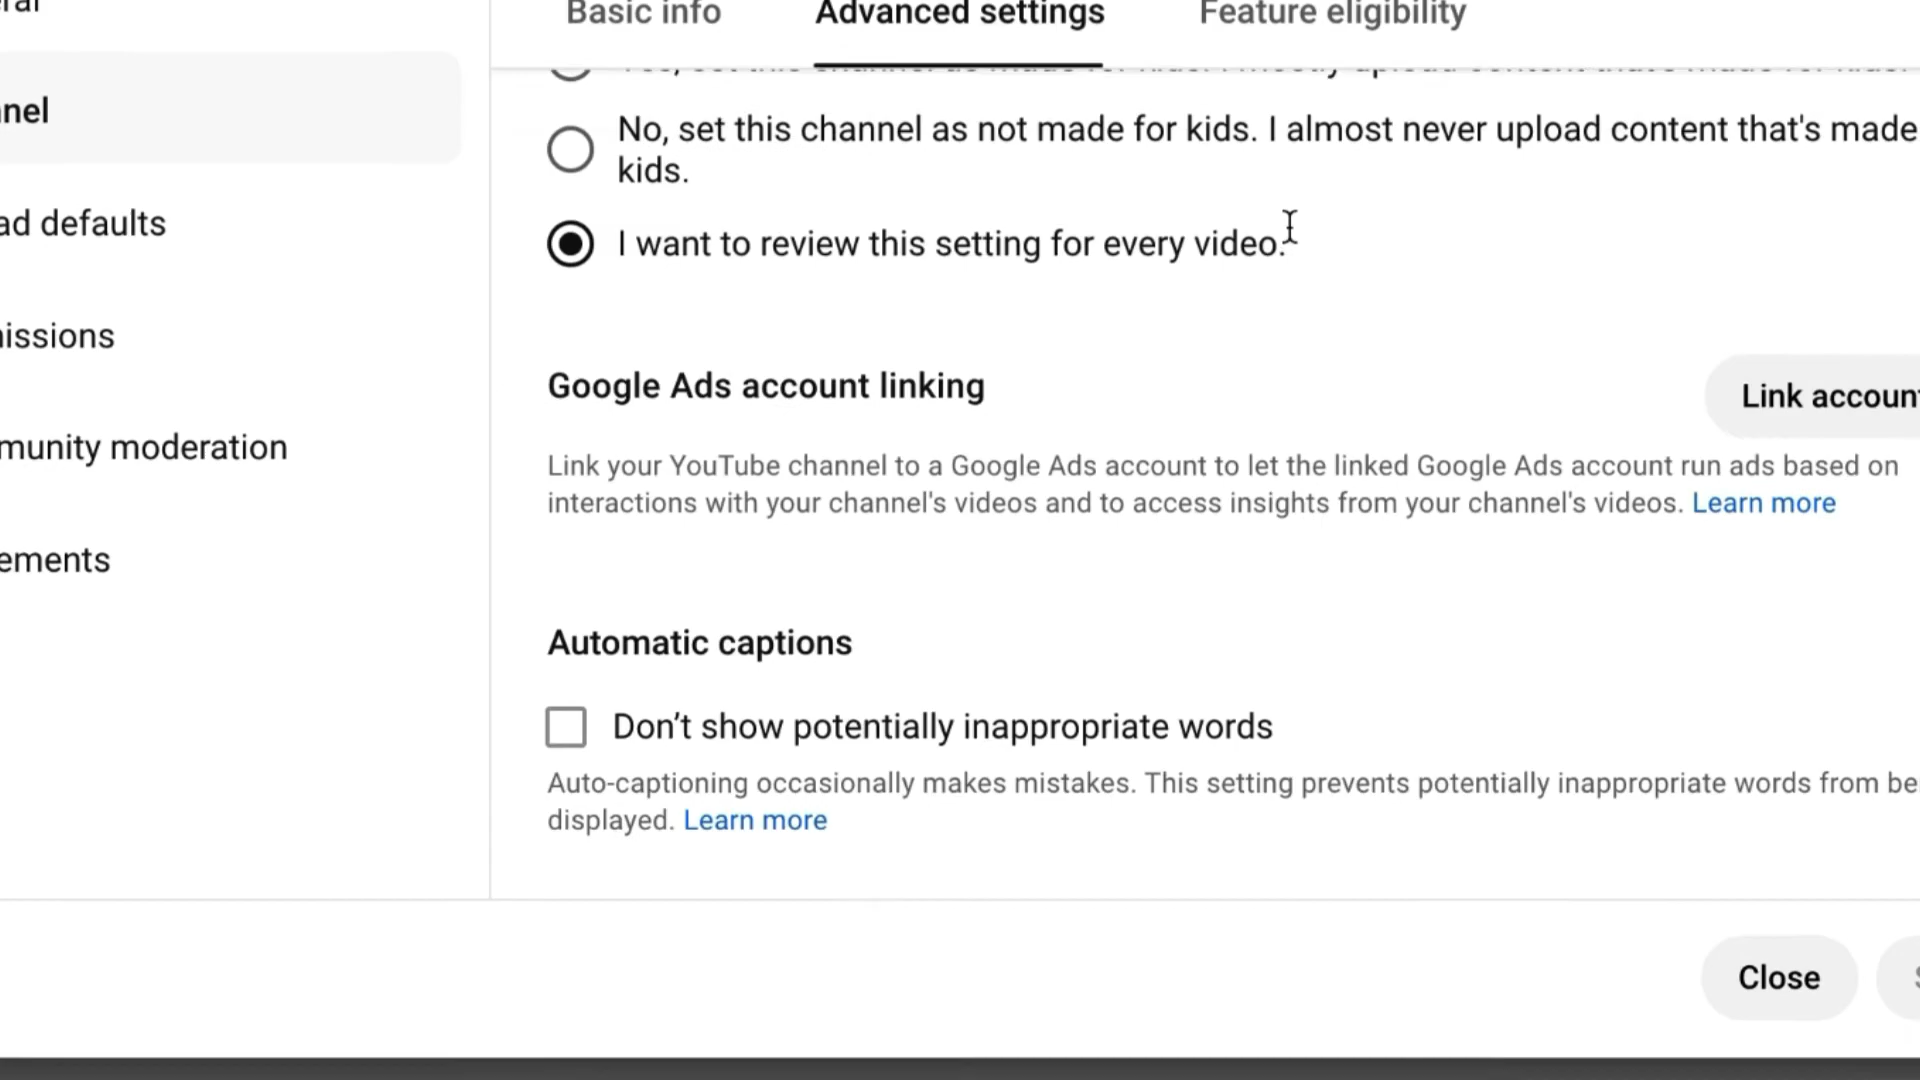 Basic info Advanced settings Feature eligibility
nel
No, set this channel as not made for kids. I almost never upload content that's made
kids.
ad defaults
I want to review this setting for every video.
issions
Google Ads account linking
Link accoun
munity moderation
Link your YouTube channel to a Google Ads account to let the linked Google Ads account run ads based on
interactions with your channel's videos and to access insights from your channel's videos. Learn more
ements
Automatic captions
Don’t show potentially inappropriate words
Auto-captioning occasionally makes mistakes. This setting prevents potentially inappropriate words from be
displayed. Learn more
Close